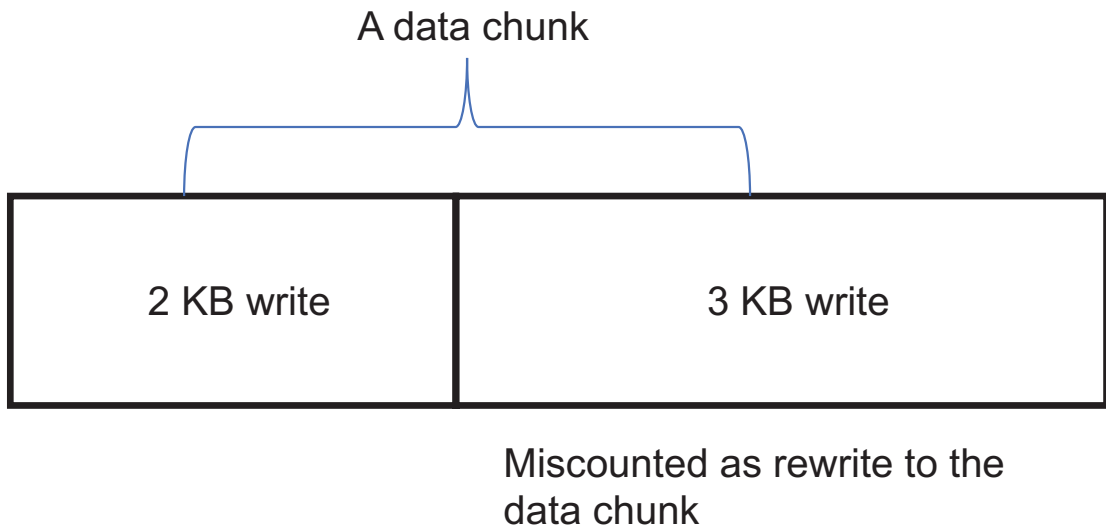 A data chunk
2 KB write
3 KB write
Miscounted as rewrite to the
data chunk